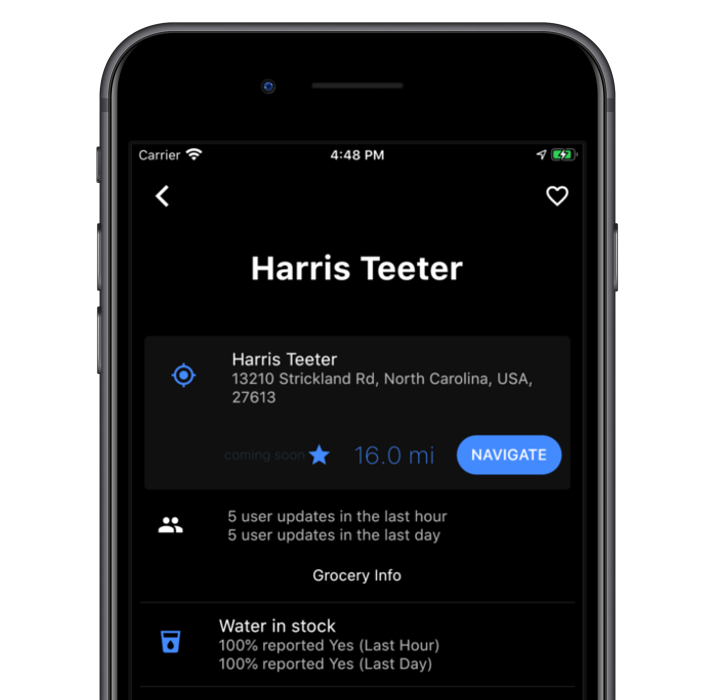 Carrier
4:48 PM
Harris Teeter
Harris Teeter
13210 Strickland Rd, North Carolina, USA,
27613
coming soon
16.0 mi
NAVIGATE
5 user updates in the last hour
5 user updates in the last day
Grocery Info
Water in stock
100% reported Yes (Last Hour)
100% reported Yes (Last Day)